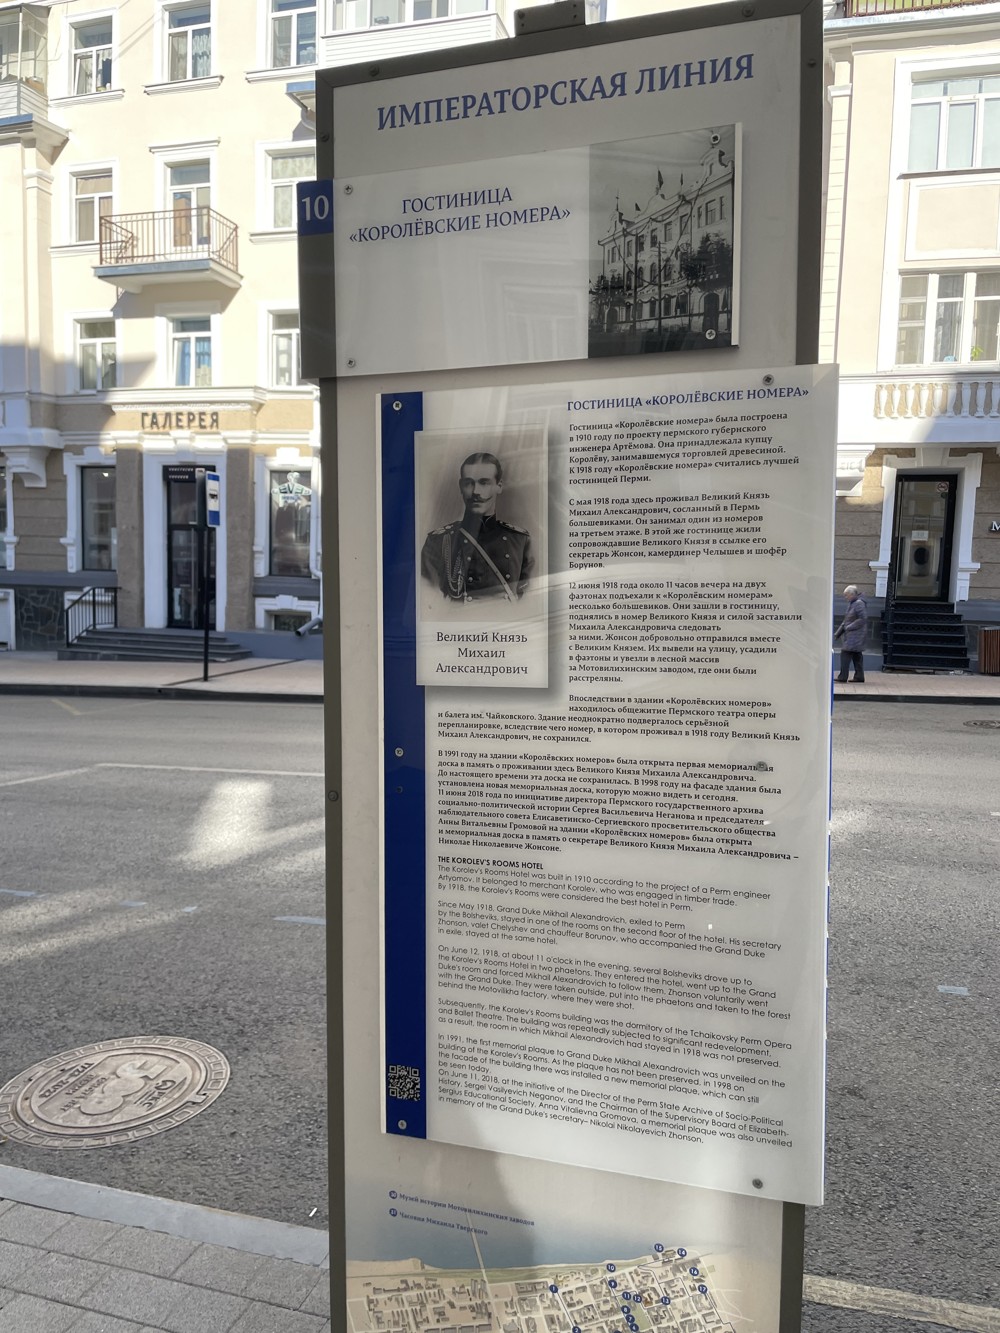 ИМПЕРАТОРСКАЯ ЛИНИЯ
10
ГОСТИНИЦА
«КОРОЛЁВСКИЕ НОМЕРА»
ГАЛЕРЕЯ
Великий Князь
Михаил
Александрович
ГОСТИНИЦА «КОРОЛЁВСКИЕ НОМЕРА»
Гостиница «Королёвские номера» была построена
в 1910 году по проекту пермского губернского
инженера Артёмова. Она принадлежала купцу
Королёву, занимавшемуся торговлей древесиной.
К 1918 году «Королёвские номера» считались лучшей
гостиницей Перми.
С мая 1918 года здесь проживал Великий Князь
Михаил Александрович, сосланный в Пермь
большевиками. Он занимал один из номеров
на третьем этаже. В этой же гостинице жили
сопровождавшие Великого Князя в ссылке его
секретарь Жонсон, камердинер Челышев и шофёр
Борунов.
12 июня 1918 года около 11 часов вечера на двух
фаэтонах подъехали к «Королёвским номерам»
несколько большевиков. Они зашли в гостиницу,
поднялись в номер Великого Князя и силой заставили
Михаила Александровича следовать
за ними. Жонсон добровольно отправился вместе
с Великим Князем. Их вывели на улицу, усадили
в фаэтоны и увезли в лесной массив
за Мотовилихинским заводом, где они были
расстреляны.
Впоследствии в здании «Королёвских номеров»
находилось общежитие Пермского театра оперы
и балета им. Чайковского. Здание неоднократно подвергалось серьёзной
перепланировке, вследствие чего номер, в котором проживал в 1918 году Великий Князь
Михаил Александрович, не сохранился.
В 1991 году на здании «Королёвских номеров» была открыта первая мемориальная
доска в память о проживании здесь Великого Князя Михаила Александровича.
До настоящего времени эта доска не сохранилась. В 1998 году на фасаде здания была
установлена новая мемориальная доска, которую можно видеть и сегодня.
11 июня 2018 года по инициативе директора Пермского государственного архива
социально-политической истории Сергея Васильевича Неганова и председателя
наблюдательного совета Елисаветинско-Сергиевского просветительского общества
Анны Витальевны Громовой на здании «Королёвских номеров» была открыта
и мемориальная доска в память о секретаре Великого Князя Михаила Александровича –
Николае Николаевиче Жонсоне.
THE KOROLEV'S ROOMS HOTEL
The Korolev's Rooms Hotel was built in 1910 according to the project of a Perm engineer
Artyomov. It belonged to merchant Korolev, who was engaged in timber trade.
By 1918, the Korolev's Rooms were considered the best hotel in Perm.
Since May 1918, Grand Duke Mikhail Alexandrovich, exiled to Perm
by the Bolsheviks, stayed in one of the rooms on the second floor of the hotel. His secretary
Zhonson, valet Chelyshev and chauffeur Borunov, who accompanied the Grand Duke
in exile, stayed at the same hotel.
On June 12, 1918, at about 11 o'clock in the evening, several Bolsheviks drove up to
the Korolev's Rooms Hotel in two phaetons. They entered the hotel, went up to the Grand
Duke's room and forced Mikhail Alexandrovich to follow them. Zhonson voluntarily went
with the Grand Duke. They were taken outside, put into the phaetons and taken to the forest
behind the Motovilikha factory, where they were shot.
Subsequently, the Korolev's Rooms building was the dormitory of the Tchaikovsky Perm Opera
and Ballet Theatre. The building was repeatedly subjected to significant redevelopment,
as a result, the room in which Mikhail Alexandrovich had stayed in 1918 was not preserved.
In 1991, the first memorial plaque to Grand Duke Mikhail Alexandrovich was unveiled on the
building of the Korolev's Rooms. As the plaque has not been preserved, in 1998 on
the facade of the building there was installed a new memorial plaque, which can still
be seen today.
On June 11, 2018, at the initiative of the Director of the Perm State Archive of Socio-Political
History, Sergei Vasilyevich Neganov, and the Chairman of the Supervisory Board of Elizabeth-
Sergius Educational Society, Anna Vitalievna Gromova, a memorial plaque was also unveiled
in memory of the Grand Duke's secretary– Nikolai Nikolayevich Zhonson.
Музей истории Мотовилихинских заводов
Часовня Михаила Тверского